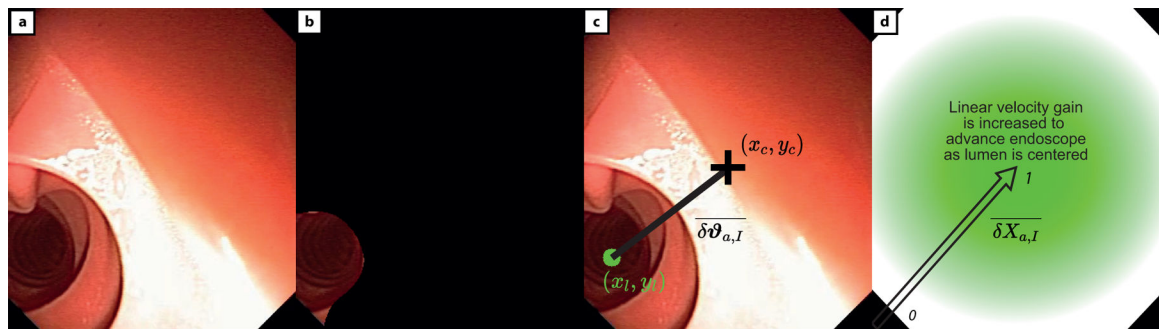 a
b
c
d
(x_c, y_c)
δϑ_{a,I}
(x_l, y_l)
Linear velocity gain
is increased to
advance endoscope
as lumen is centered
1
δX_{a,I}
0